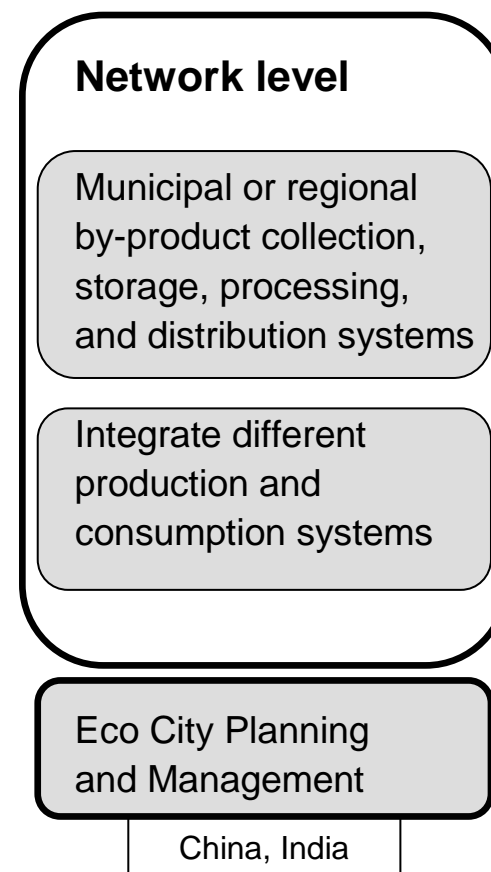 Network level
Municipal or regional
by-product collection,
storage, processing,
and distribution systems
Integrate different
production and
consumption systems
Eco City Planning
and Management
China, India